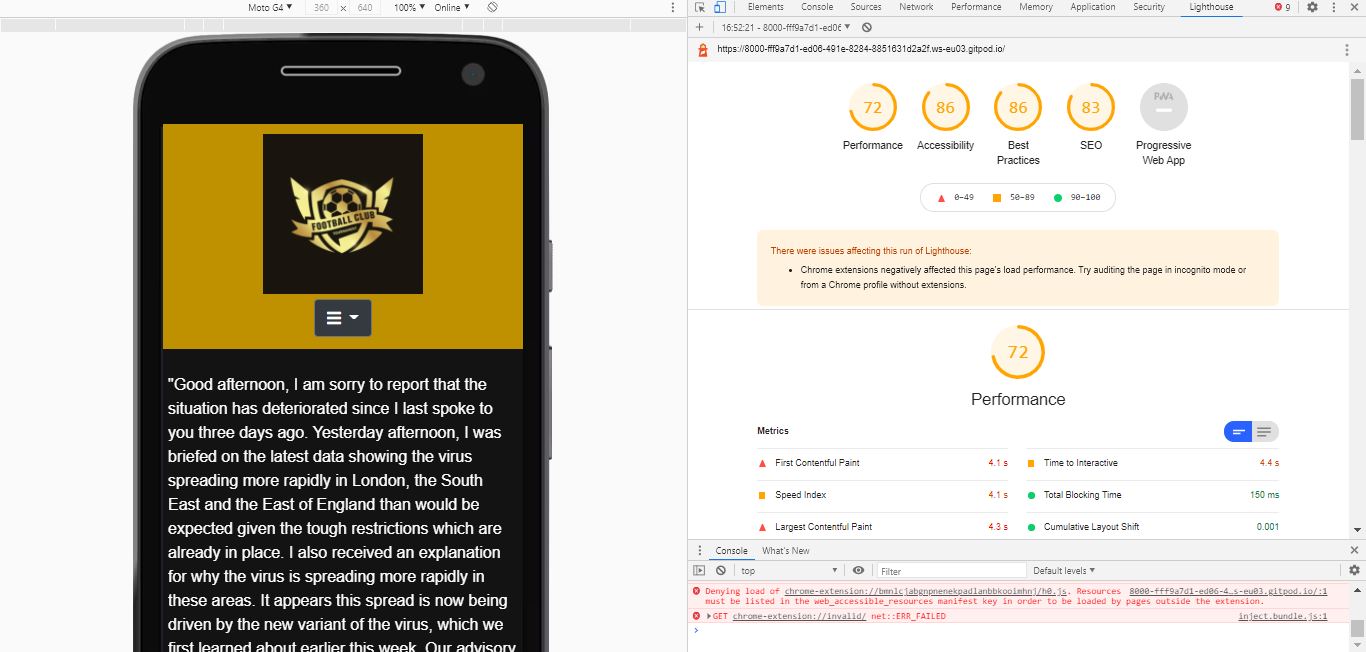 Moto G4 360 x 640 100% Online
Elements Console Sources Network Performance Memory Application Security Lighthouse 9
16:52:21 - 8000-fff9a7d1-ed06
https://8000-fff9a7d1-ed06-491e-8284-8851631d2a2f.ws-eu03.gitpod.io/
72 86 86 83 PWA
Performance Accessibility Best Practices SEO Progressive Web App
0–49 50–89 90–100
There were issues affecting this run of Lighthouse:
Chrome extensions negatively affected this page's load performance. Try auditing the page in incognito mode or
from a Chrome profile without extensions.
72
Performance
Metrics
First Contentful Paint 4.1 s
Time to Interactive 4.4 s
Speed Index 4.1 s
Total Blocking Time 150 ms
Largest Contentful Paint 4.3 s
Cumulative Layout Shift 0.001
Console What's New
top Filter Default levels
Denying load of chrome-extension://bmnlcjabgnpnenekpadlanbbkooimhnj/h0.js. Resources 8000-fff9a7d1-ed06-4…s-eu03.gitpod.io/:1
must be listed in the web_accessible_resources manifest key in order to be loaded by pages outside the extension.
GET chrome-extension://invalid/ net::ERR_FAILED inject.bundle.js:1
FOOTBALL CLUB
"Good afternoon, I am sorry to report that the
situation has deteriorated since I last spoke to
you three days ago. Yesterday afternoon, I was
briefed on the latest data showing the virus
spreading more rapidly in London, the South
East and the East of England than would be
expected given the tough restrictions which are
already in place. I also received an explanation
for why the virus is spreading more rapidly in
these areas. It appears this spread is now being
driven by the new variant of the virus, which we
first learned about earlier this week. Our advisory